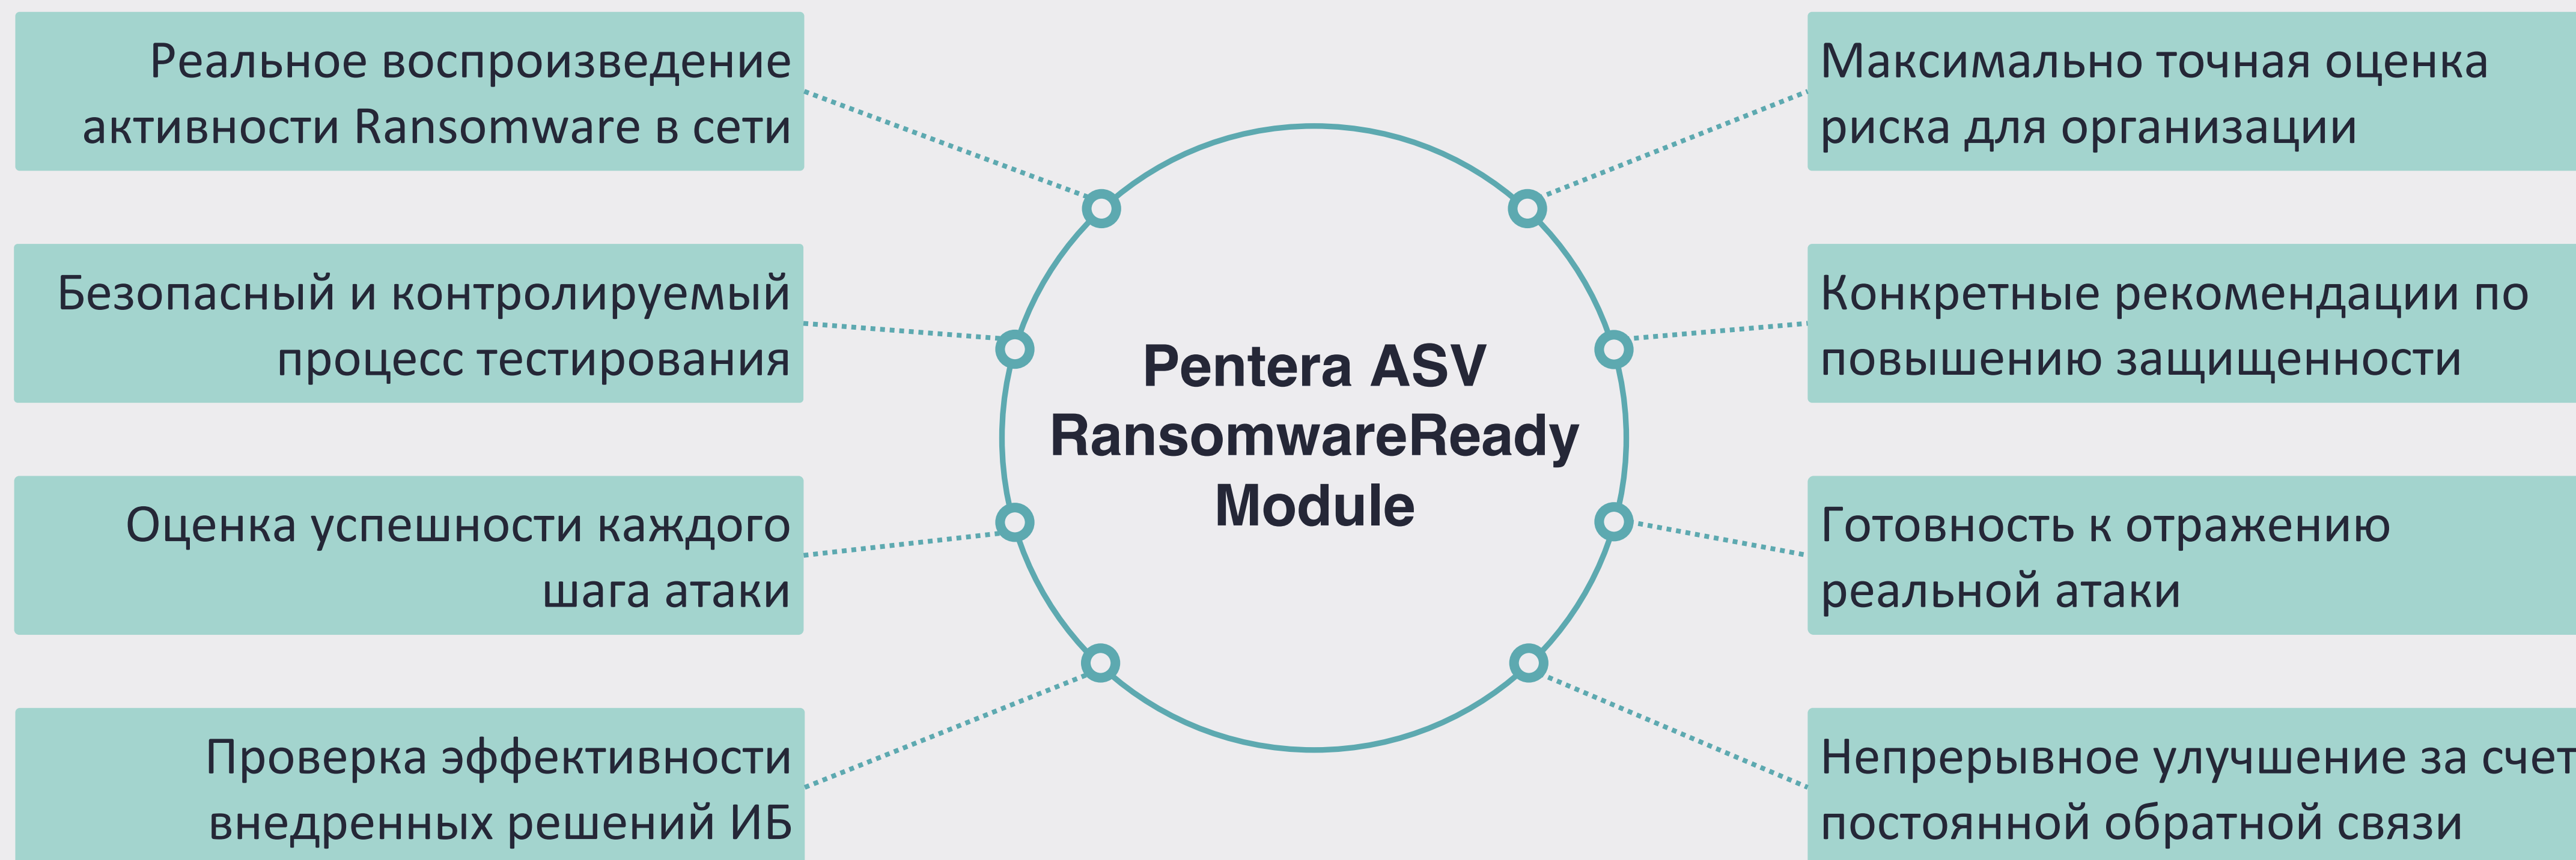 Реальное воспроизведение
активности Ransomware в сети
Безопасный и контролируемый
процесс тестирования
Оценка успешности каждого
шага атаки
Проверка эффективности
внедренных решений ИБ
Pentera ASV
RansomwareReady
Module
Максимально точная оценка
риска для организации
Конкретные рекомендации по
повышению защищенности
Готовность к отражению
реальной атаки
Непрерывное улучшение за счет
постоянной обратной связи